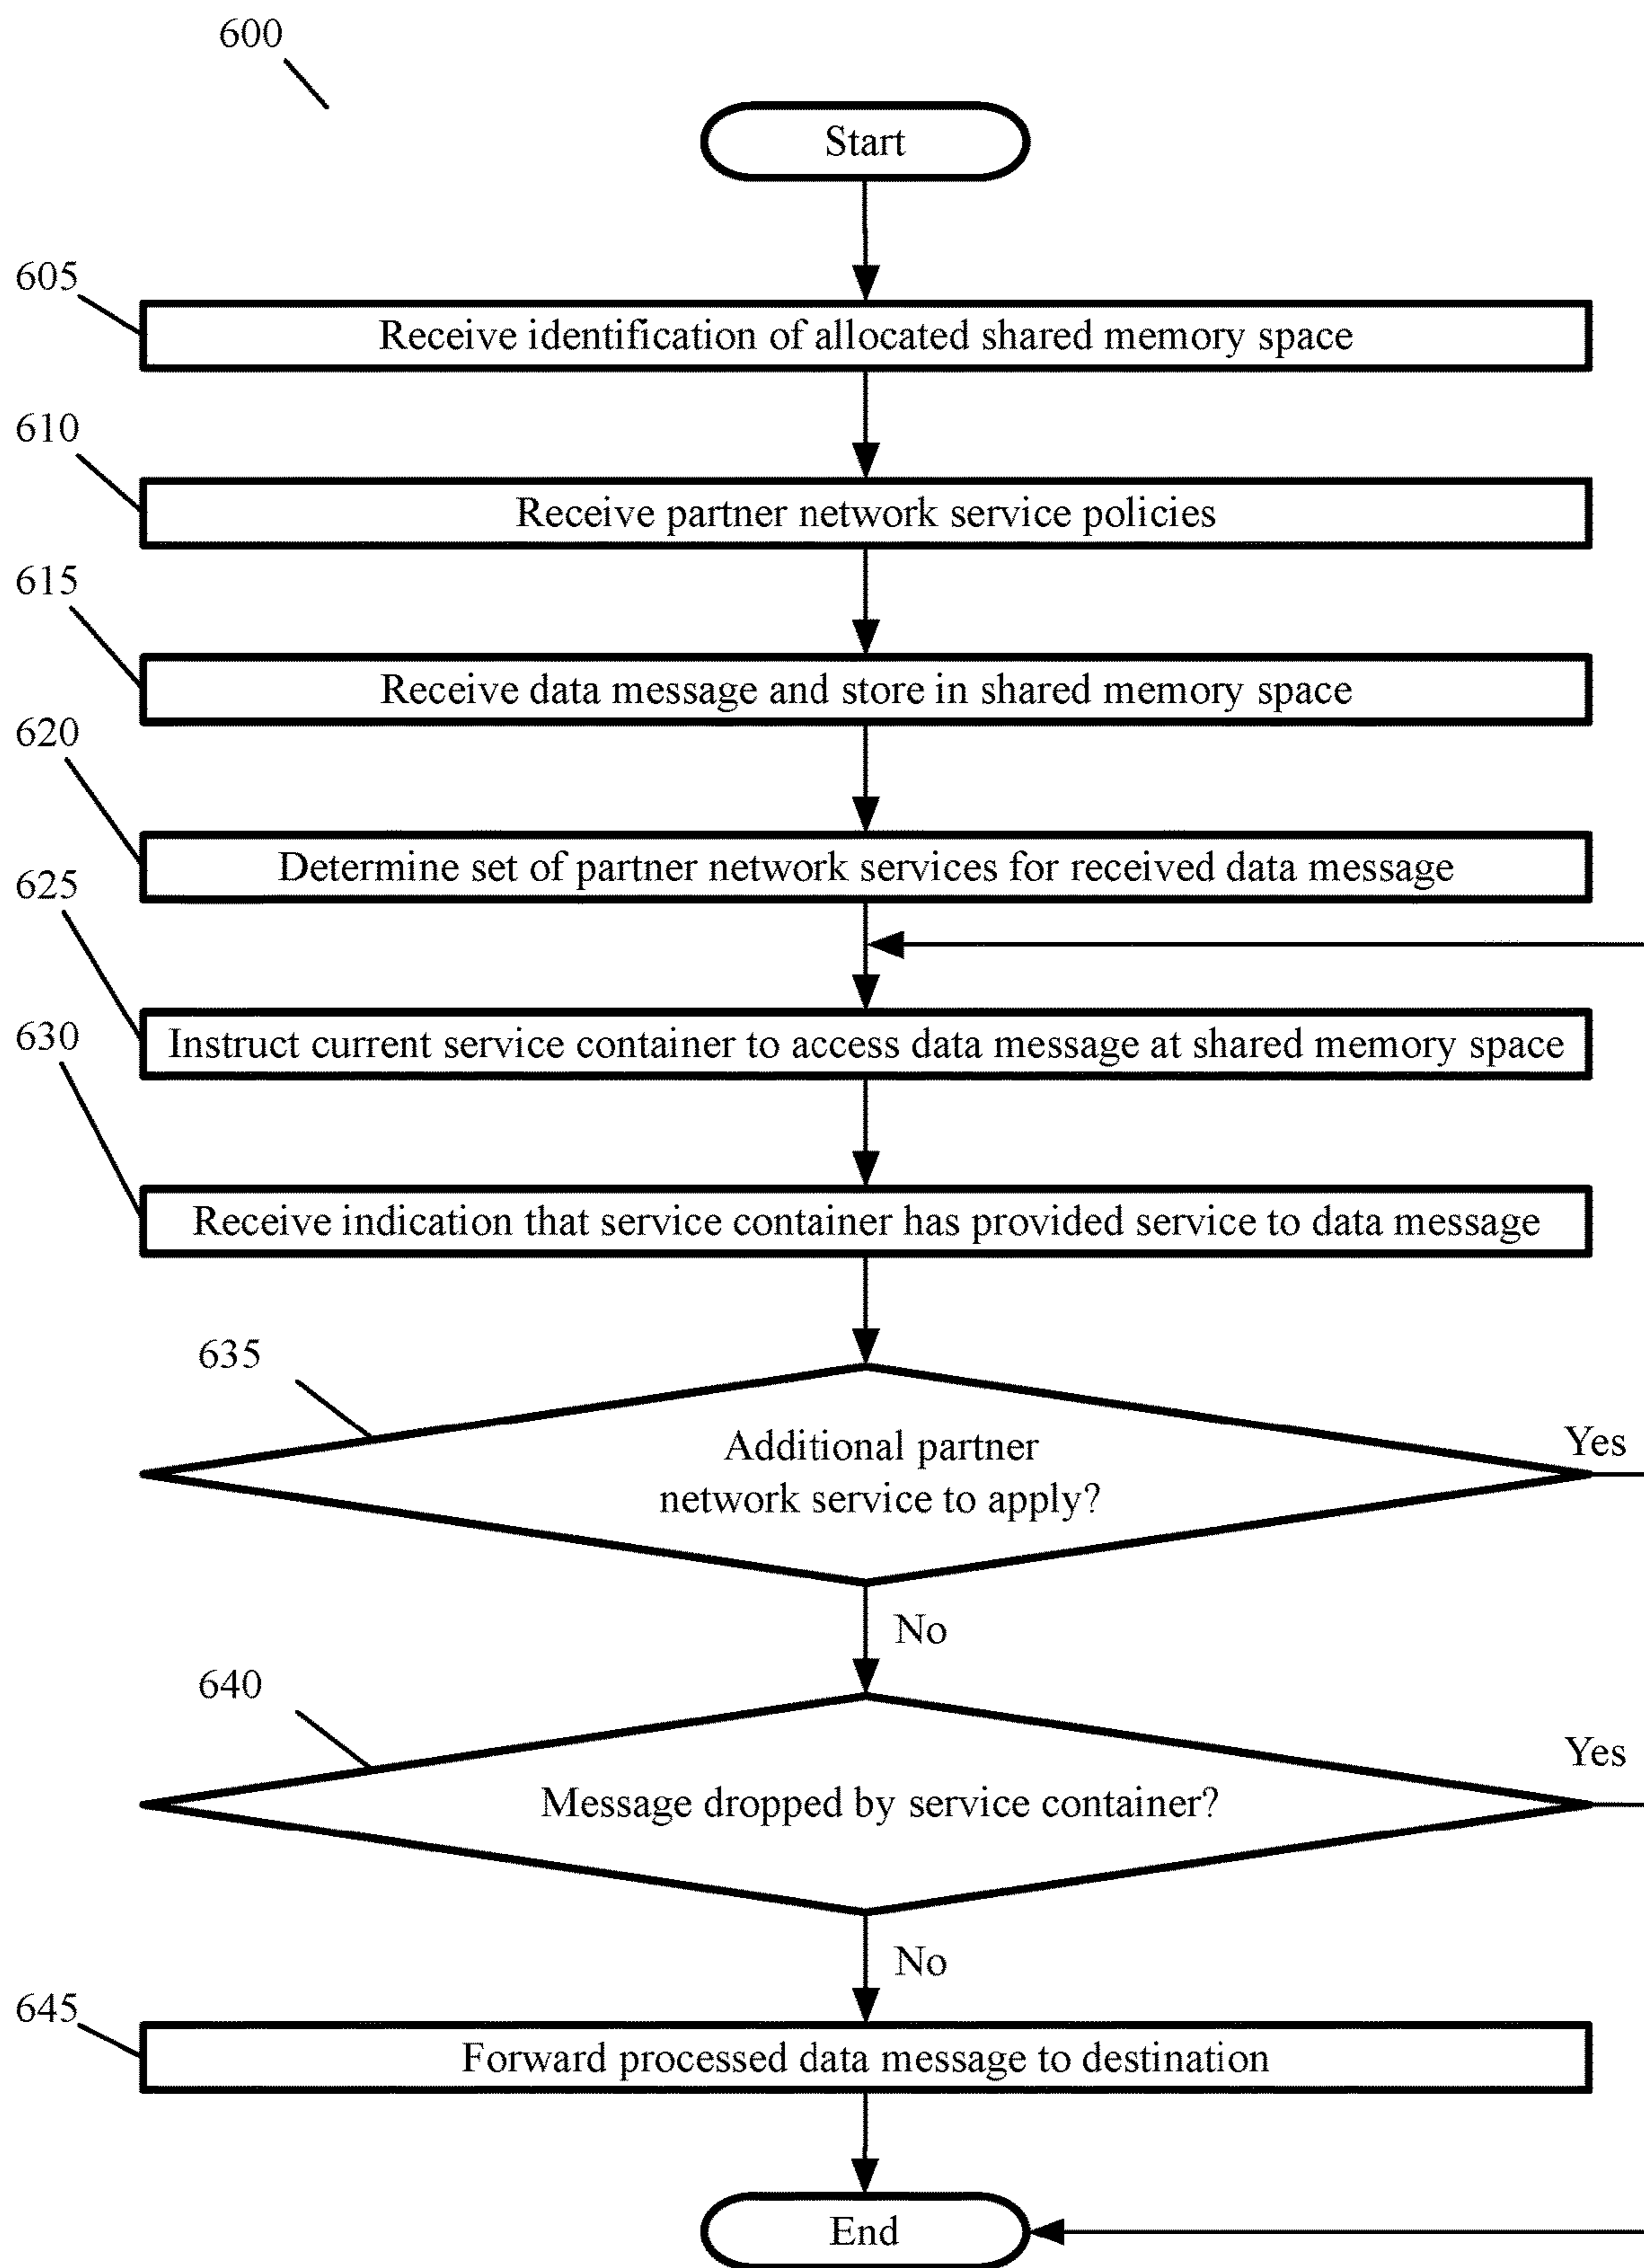 600
Start
605
Receive identification of allocated shared memory space
610
Receive partner network service policies
615
Receive data message and store in shared memory space
620
Determine set of partner network services for received data message
625
Instruct current service container to access data message at shared memory space
630
Receive indication that service container has provided service to data message
635
Additional partner
network service to apply?
Yes
No
640
Message dropped by service container?
Yes
No
645
Forward processed data message to destination
End